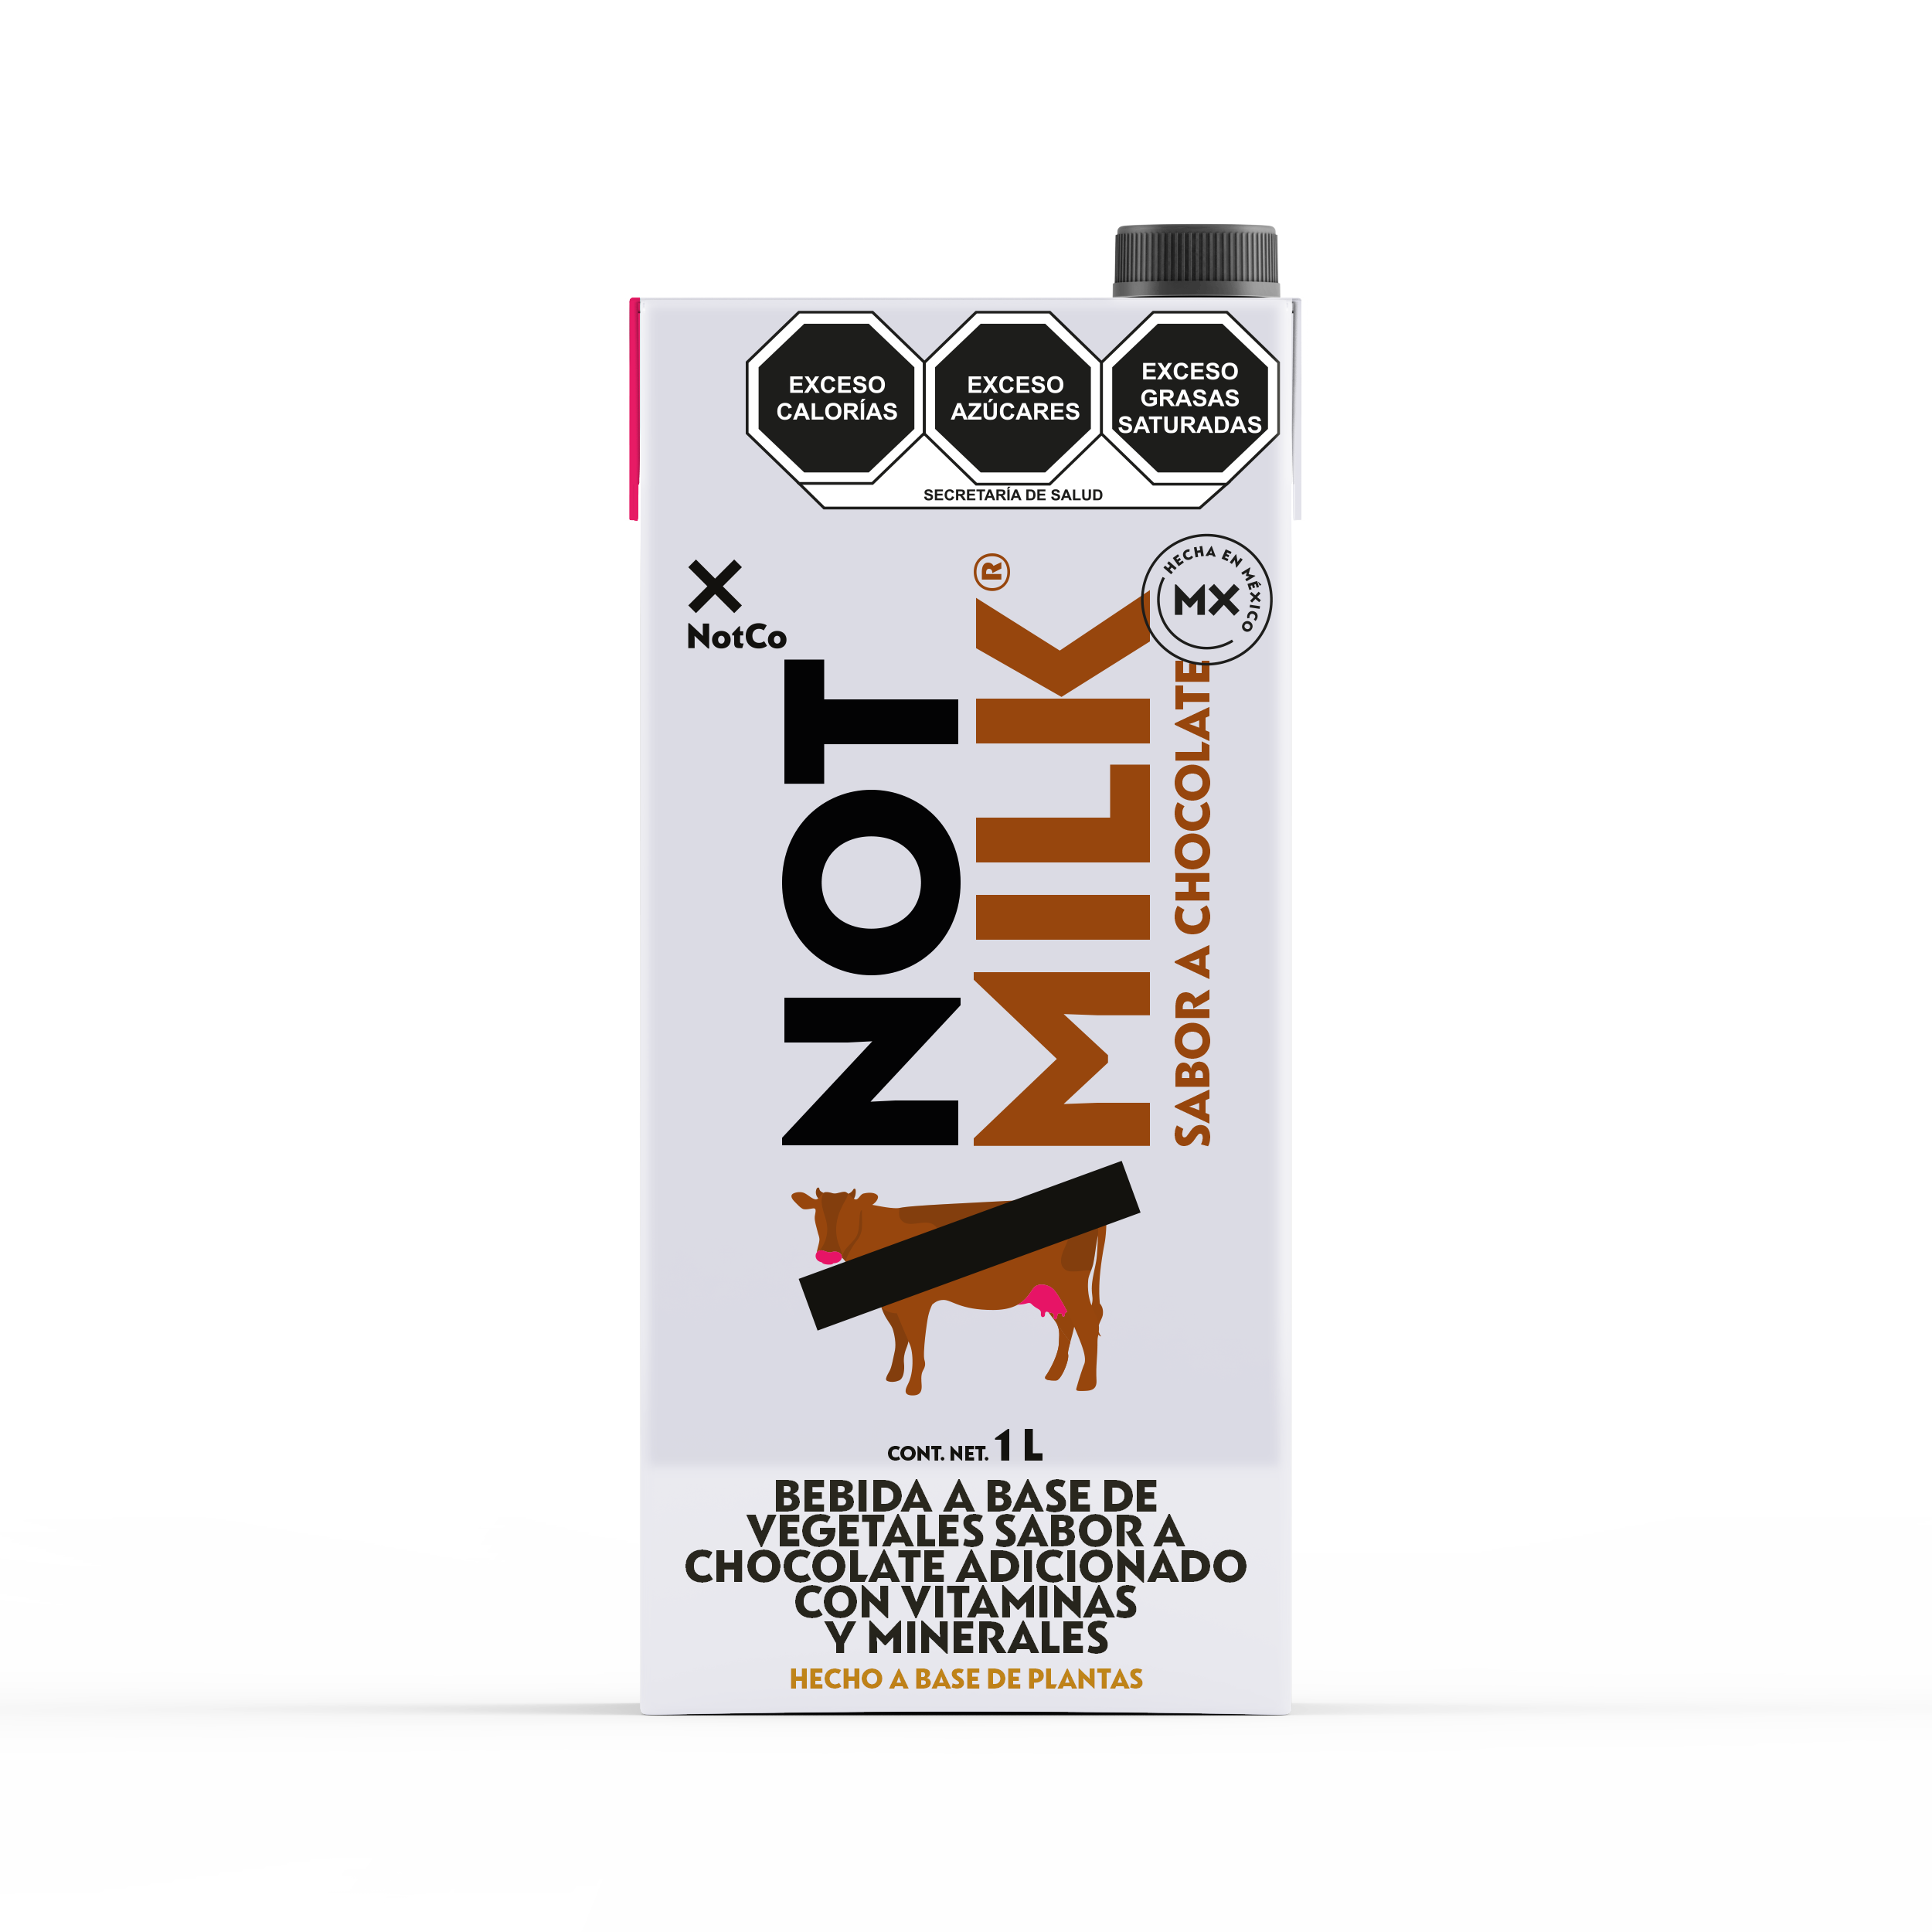 EXCESO
CALORÍAS
EXCESO
AZÚCARES
EXCESO
GRASAS
SATURADAS
SECRETARÍA DE SALUD
NotCo
HECHA EN MÉXICO
MX
NOT
MILK®
SABOR A CHOCOLATE
CONT. NET. 1 L
BEBIDA A BASE DE
VEGETALES SABOR A
CHOCOLATE ADICIONADO
CON VITAMINAS
Y MINERALES
HECHO A BASE DE PLANTAS